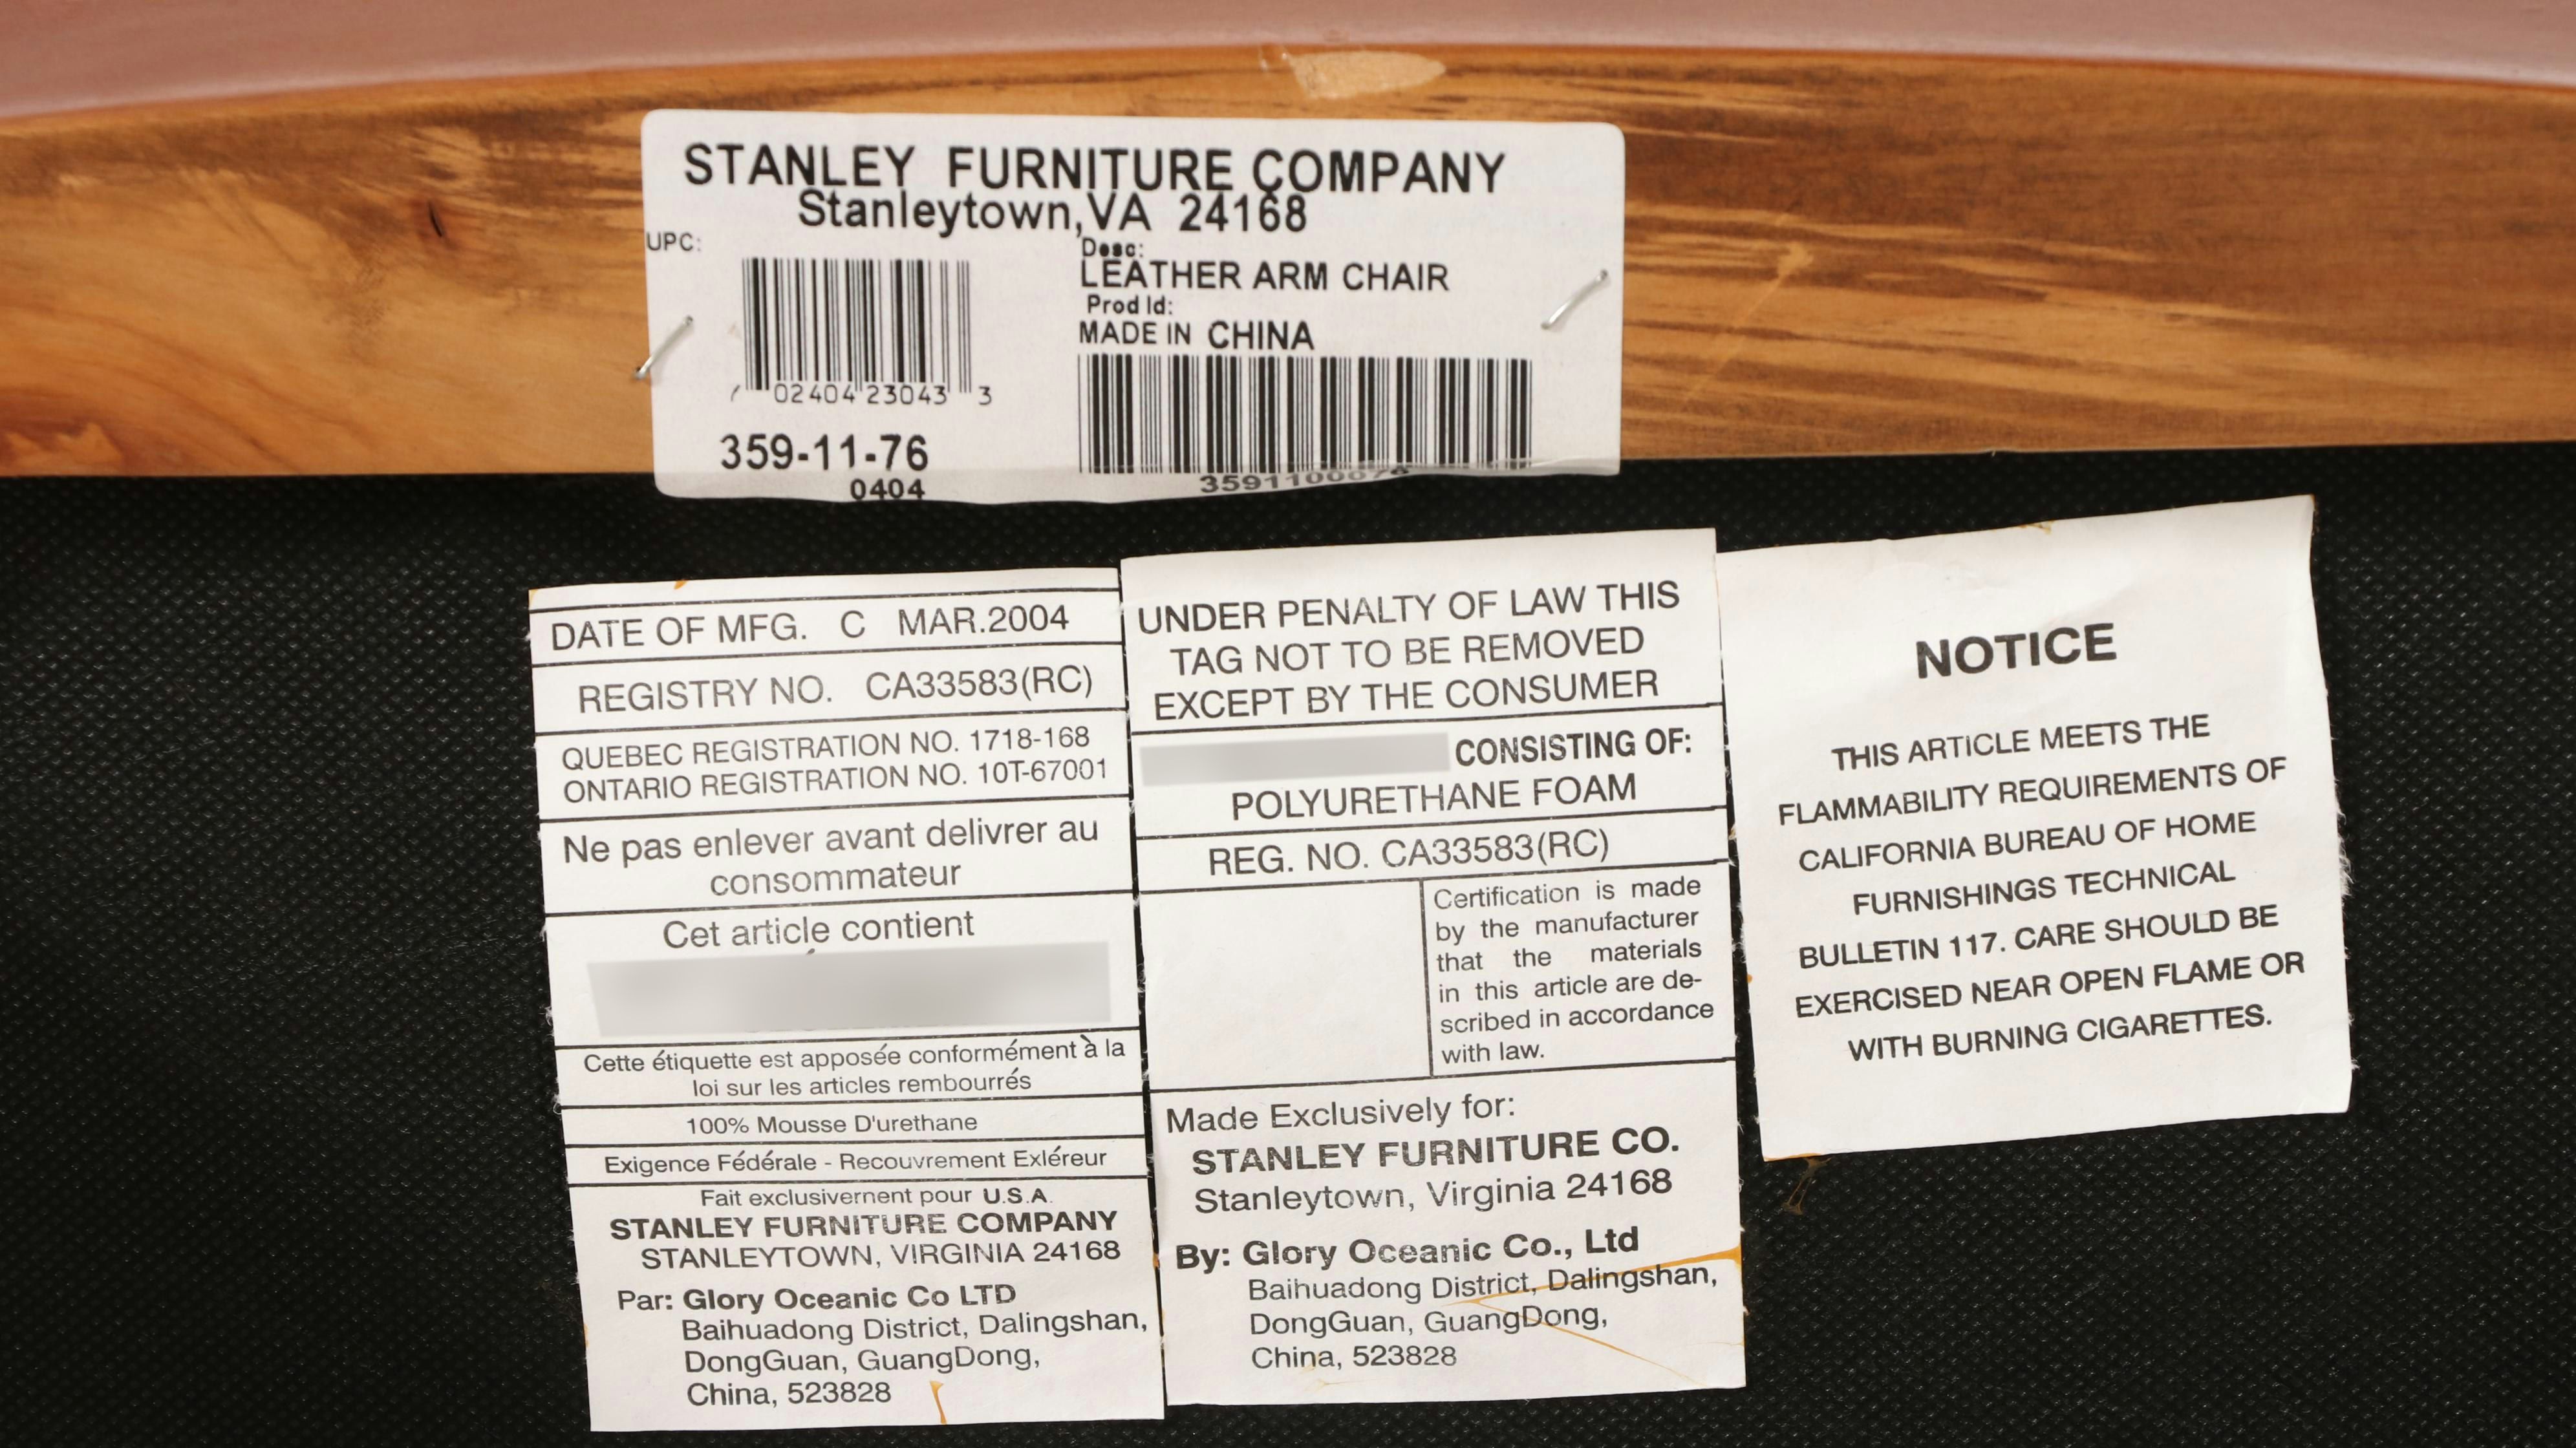 STANLEY FURNITURE COMPANY
Stanleytown,VA 24168
UPC:
02404 23043 3
359-11-76
0404
Desc:
LEATHER ARM CHAIR
Prod Id:
MADE IN CHINA
DATE OF MFG. C MAR.2004
REGISTRY NO. CA33583(RC)
QUEBEC REGISTRATION NO. 1718-168
ONTARIO REGISTRATION NO. 10T-67001
Ne pas enlever avant delivrer au
consommateur
Cet article contient
Cette étiquette est apposée conformément à la
loi sur les articles rembourrés
100% Mousse D'urethane
Exigence Fédérale - Recouvrement Exléreur
Fait exclusivernent pour U.S.A.
STANLEY FURNITURE COMPANY
STANLEYTOWN, VIRGINIA 24168
Par: Glory Oceanic Co LTD
Baihuadong District, Dalingshan,
DongGuan, GuangDong,
China, 523828
UNDER PENALTY OF LAW THIS
TAG NOT TO BE REMOVED
EXCEPT BY THE CONSUMER
CONSISTING OF:
POLYURETHANE FOAM
REG. NO. CA33583(RC)
Certification is made
by the manufacturer
that the materials
in this article are de-
scribed in accordance
with law.
Made Exclusively for:
STANLEY FURNITURE CO.
Stanleytown, Virginia 24168
By: Glory Oceanic Co., Ltd
Baihuadong District, Dalingshan,
DongGuan, GuangDong,
China, 523828
NOTICE
THIS ARTICLE MEETS THE
FLAMMABILITY REQUIREMENTS OF
CALIFORNIA BUREAU OF HOME
FURNISHINGS TECHNICAL
BULLETIN 117. CARE SHOULD BE
EXERCISED NEAR OPEN FLAME OR
WITH BURNING CIGARETTES.